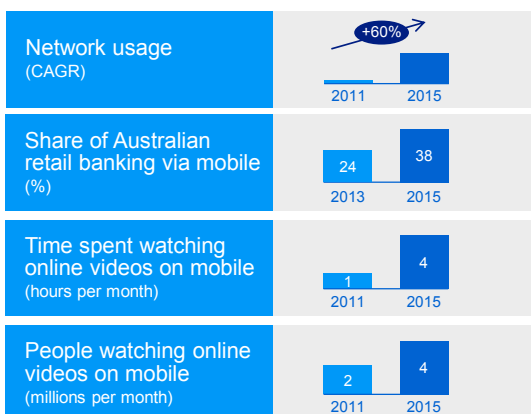 Network usage
(CAGR)
+60%
2011 2015
Share of Australian
retail banking via mobile
(%)
24 38
2013 2015
Time spent watching
online videos on mobile
(hours per month)
1 4
2011 2015
People watching online
videos on mobile
(millions per month)
2 4
2011 2015